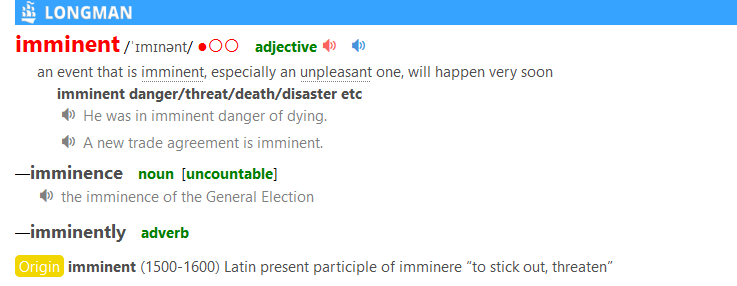 LONGMAN
imminent /ˈɪmɪnənt/ ●○○ adjective
an event that is imminent, especially an unpleasant one, will happen very soon
imminent danger/threat/death/disaster etc
He was in imminent danger of dying.
A new trade agreement is imminent.
—imminence noun [uncountable]
the imminence of the General Election
—imminently adverb
Origin imminent (1500-1600) Latin present participle of imminere “to stick out, threaten”